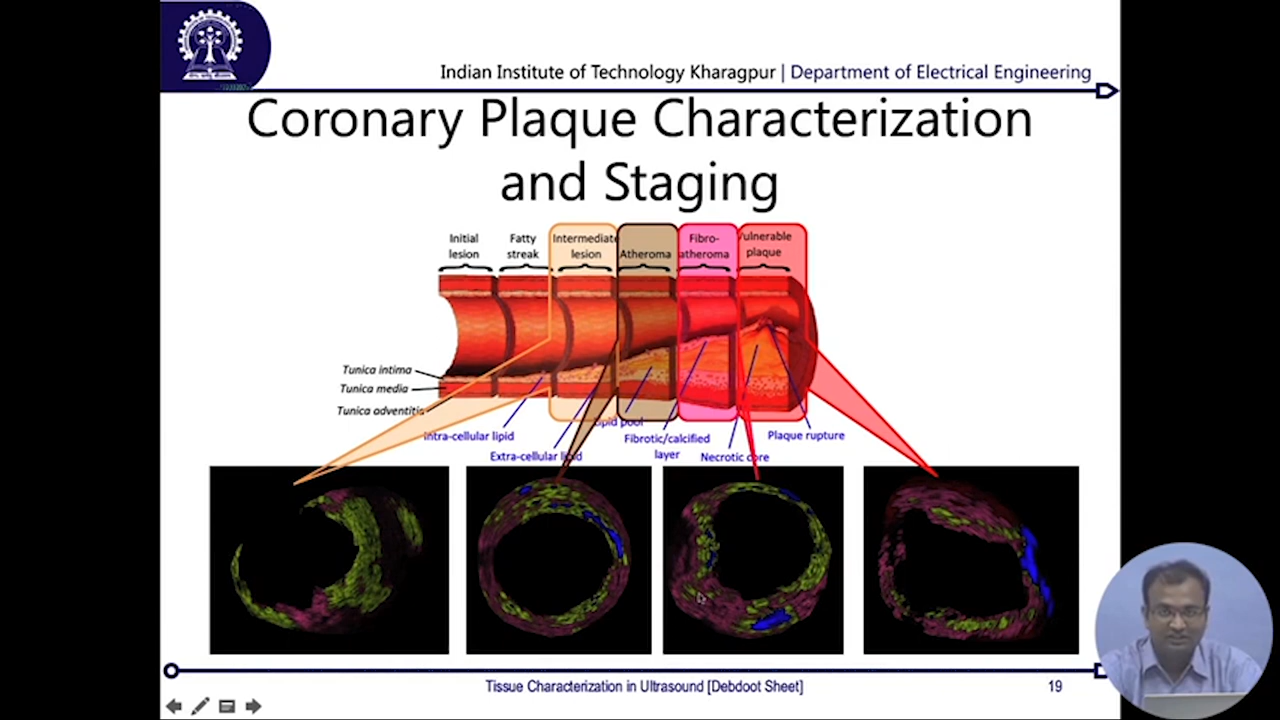 Indian Institute of Technology Kharagpur | Department of Electrical Engineering
Coronary Plaque Characterization
and Staging
Initial
lesion
Fatty
streak
Intermediate
lesion
Atheroma
Fibro-
atheroma
Vulnerable
plaque
Tunica intima
Tunica media
Tunica adventitia
Intra-cellular lipid
Extra-cellular lipid
Lipid pool
Fibrotic/calcified
layer
Necrotic core
Plaque rupture
Tissue Characterization in Ultrasound [Debdoot Sheet]
19